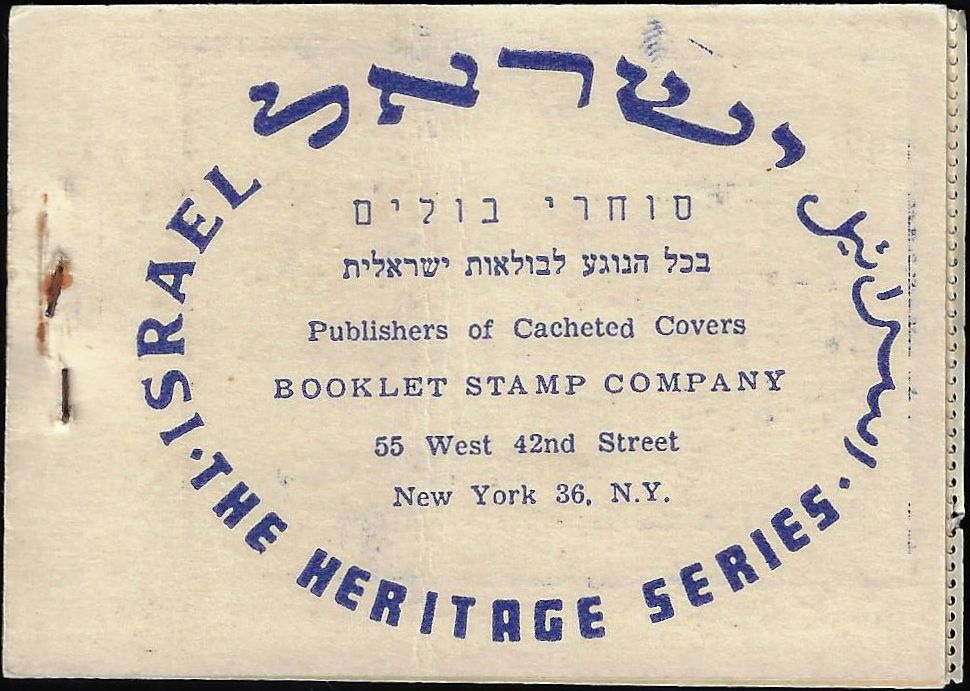 ישראל
اسرائيل
ISRAEL · THE HERITAGE SERIES ·
סוחרי בולים
בכל הנוגע לבולאות ישראלית
Publishers of Cacheted Covers
BOOKLET STAMP COMPANY
55 West 42nd Street
New York 36, N.Y.